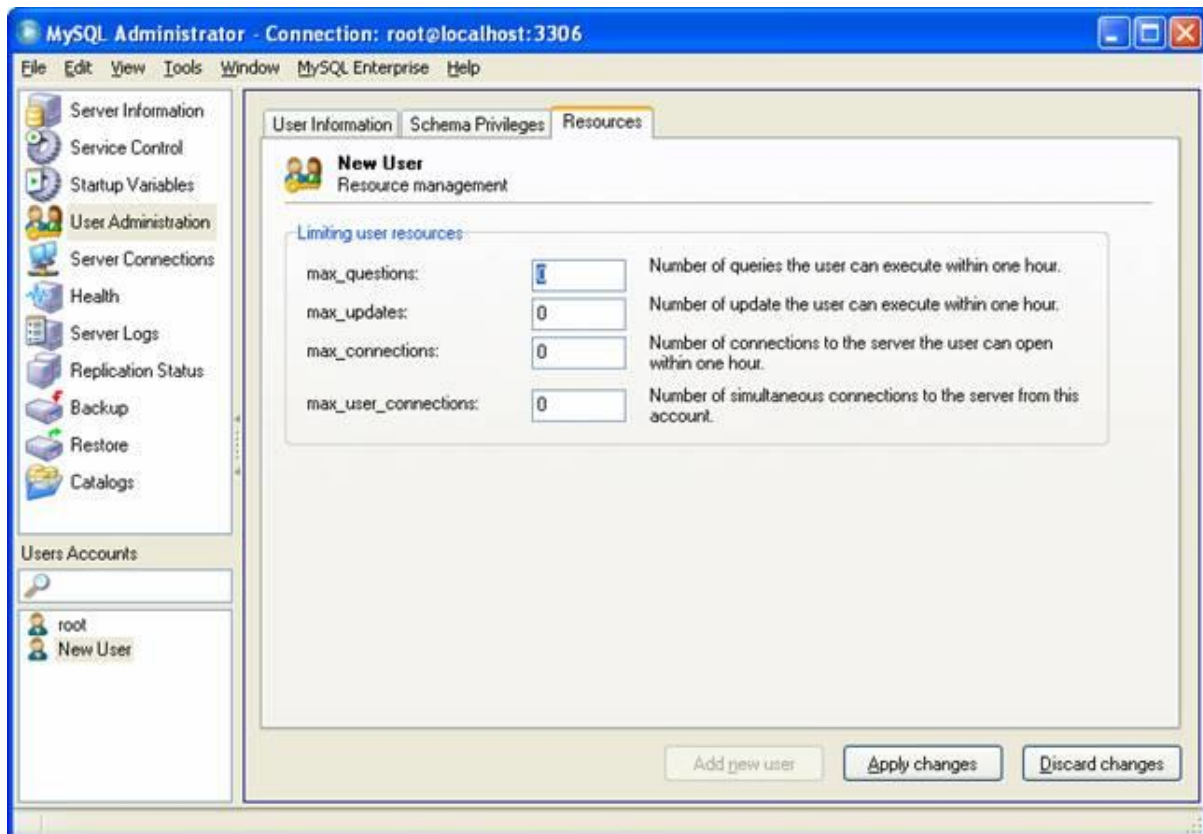 MySQL Administrator - Connection: root@localhost:3306
File Edit View Tools Window MySQL Enterprise Help
Server Information
Service Control
Startup Variables
User Administration
Server Connections
Health
Server Logs
Replication Status
Backup
Restore
Catalogs
Users Accounts
root
New User
User Information Schema Privileges Resources
New User
Resource management
Limiting user resources
max_questions: 0 Number of queries the user can execute within one hour.
max_updates: 0 Number of update the user can execute within one hour.
max_connections: 0 Number of connections to the server the user can open
within one hour.
max_user_connections: 0 Number of simultaneous connections to the server from this
account.
Add new user Apply changes Discard changes